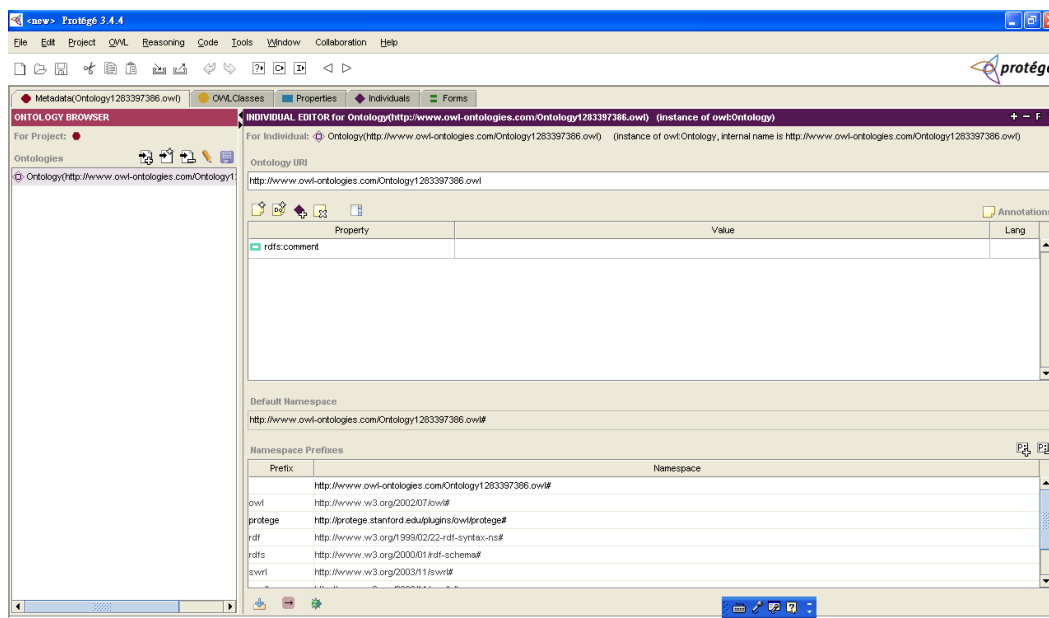 <new> Protégé 3.4.4
File Edit Project OWL Reasoning Code Tools Window Collaboration Help
protégé
Metadata(Ontology1283397386.owl) OWLClasses Properties Individuals Forms
ONTOLOGY BROWSER
For Project:
Ontologies
Ontology(http://www.owl-ontologies.com/Ontology1
INDIVIDUAL EDITOR for Ontology(http://www.owl-ontologies.com/Ontology1283397386.owl) (instance of owl:Ontology) + - F
For Individual: Ontology(http://www.owl-ontologies.com/Ontology1283397386.owl) (instance of owl:Ontology, internal name is http://www.owl-ontologies.com/Ontology1283397386.owl)
Ontology URI
http://www.owl-ontologies.com/Ontology1283397386.owl
Annotations
Property Value Lang
rdfs:comment
Default Namespace
http://www.owl-ontologies.com/Ontology1283397386.owl#
Namespace Prefixes
Prefix Namespace
http://www.owl-ontologies.com/Ontology1283397386.owl#
owl http://www.w3.org/2002/07/owl#
protege http://protege.stanford.edu/plugins/owl/protege#
rdf http://www.w3.org/1999/02/22-rdf-syntax-ns#
rdfs http://www.w3.org/2000/01/rdf-schema#
swrl http://www.w3.org/2003/11/swrl#